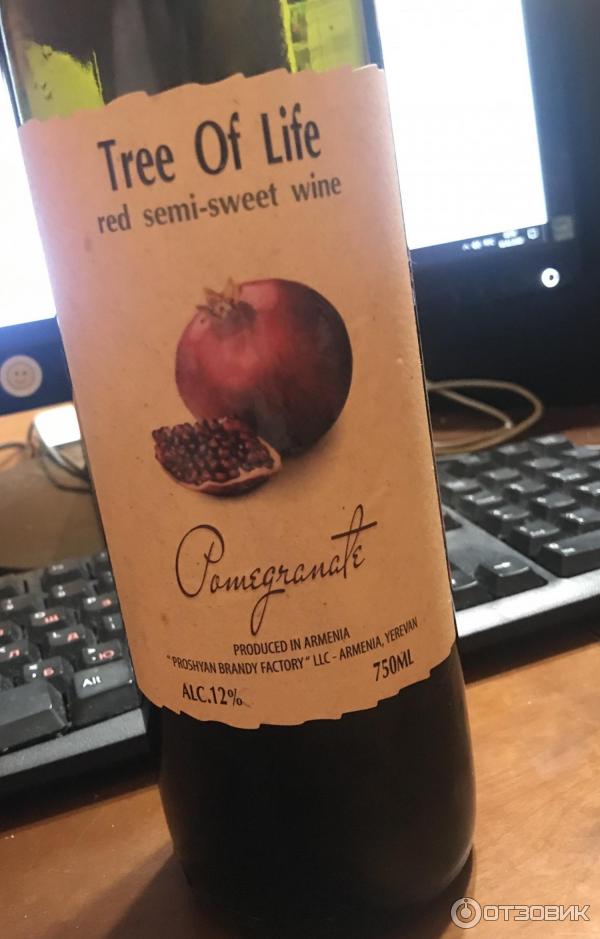 Tree Of Life
red semi-sweet wine
Pomegranate
PRODUCED IN ARMENIA
"PROSHYAN BRANDY FACTORY" LLC - ARMENIA, YEREVAN
ALC.12% 750ML
Alt
ОТЗОВИК